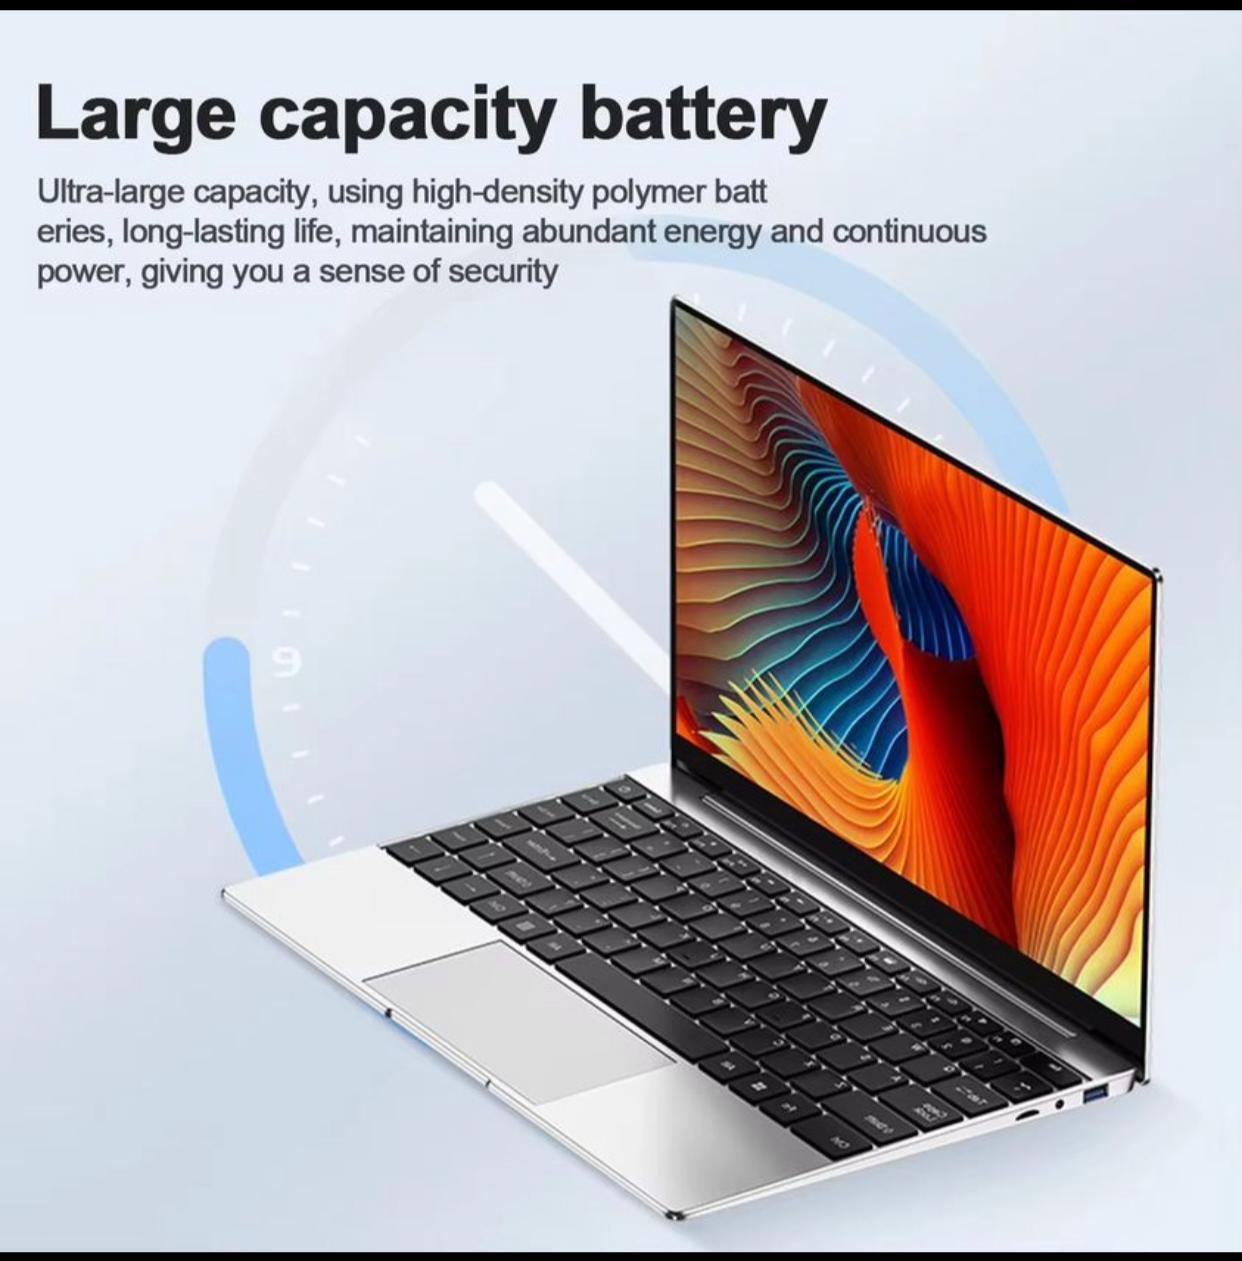 Large capacity battery
Ultra-large capacity, using high-density polymer batt
eries, long-lasting life, maintaining abundant energy and continuous
power, giving you a sense of security
9